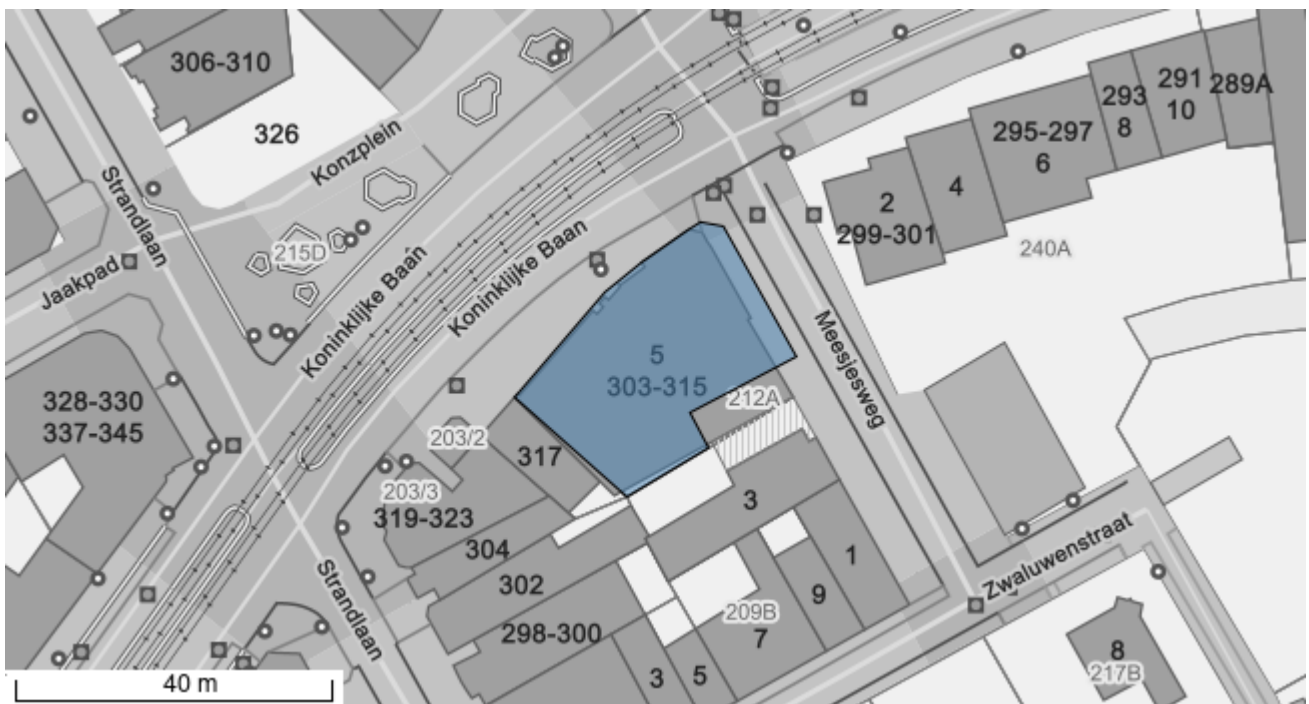 306-310
326
Konzplein
Strandlaan
215D
Jaakpad
Koninklijke Baan
Koninklijke Baan
293
8
291
10
289A
295-297
6
4
2
299-301
240A
5
303-315
Meesjesweg
212A
328-330
337-345
203/2
317
203/3
319-323
304
302
298-300
Strandlaan
3
1
9
209B
7
3
5
Zwaluwenstraat
8
217B
40 m